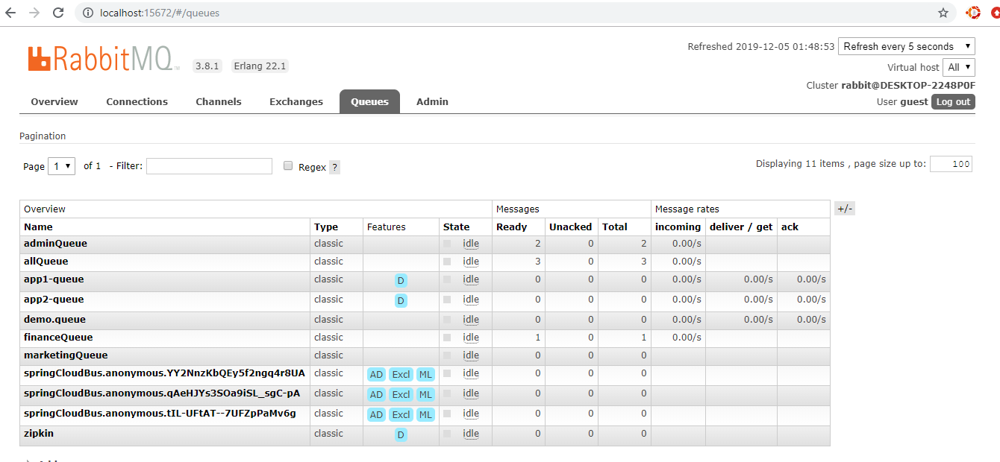 localhost:15672/#/queues
RabbitMQ TM 3.8.1 Erlang 22.1
Refreshed 2019-12-05 01:48:53 Refresh every 5 seconds
Virtual host All
Cluster rabbit@DESKTOP-2248P0F
User guest Log out
Overview Connections Channels Exchanges Queues Admin
Pagination
Page 1 of 1 - Filter: Regex ? Displaying 11 items , page size up to: 100
Overview Messages Message rates +/-
Name Type Features State Ready Unacked Total incoming deliver / get ack
adminQueue classic idle 2 0 2 0.00/s
allQueue classic idle 3 0 3 0.00/s
app1-queue classic D idle 0 0 0 0.00/s 0.00/s 0.00/s
app2-queue classic D idle 0 0 0 0.00/s 0.00/s 0.00/s
demo.queue classic idle 0 0 0 0.00/s 0.00/s 0.00/s
financeQueue classic idle 1 0 1 0.00/s
marketingQueue classic idle 0 0 0
springCloudBus.anonymous.YY2NnzKbQEy5f2ngq4r8UA classic AD Excl ML idle 0 0 0
springCloudBus.anonymous.qAeHJYs3SOa9iSL_sgC-pA classic AD Excl ML idle 0 0 0
springCloudBus.anonymous.tIL-UFtAT--7UFZpPaMv6g classic AD Excl ML idle 0 0 0
zipkin classic D idle 0 0 0